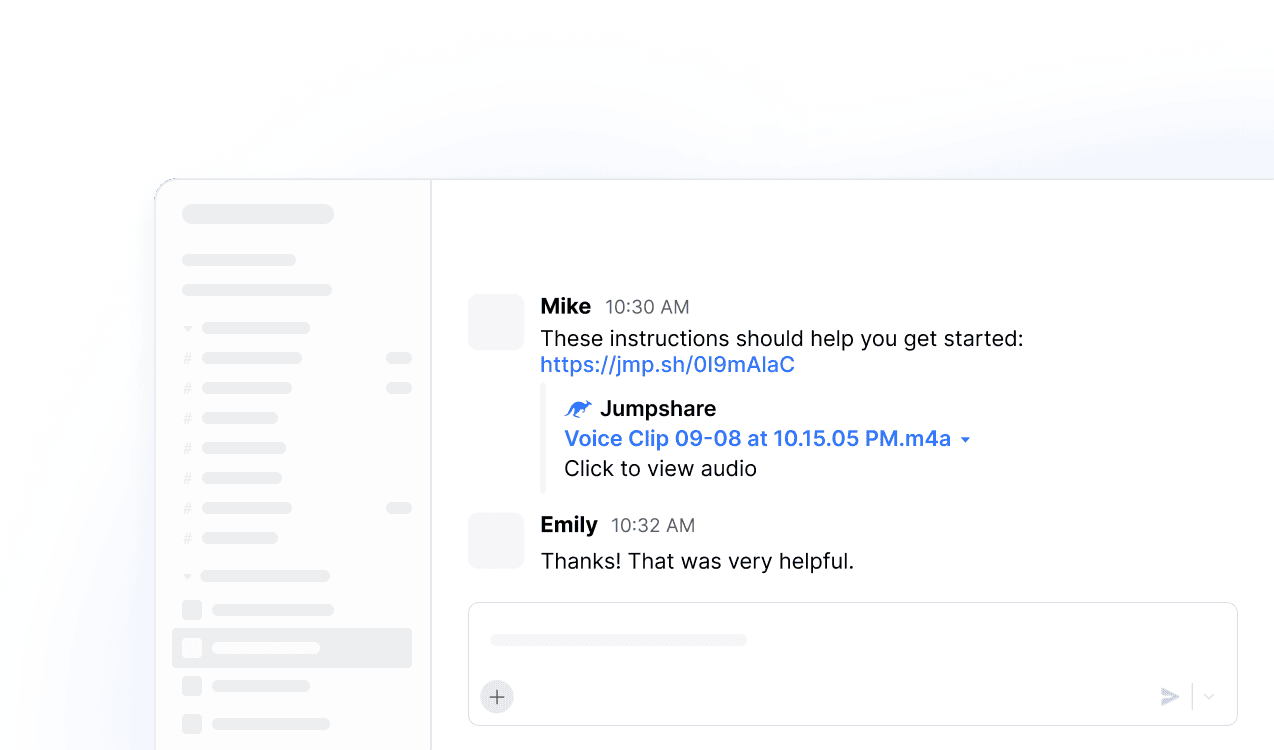 Mike 10:30 AM
These instructions should help you get started:
https://jmp.sh/0I9mAlaC
Jumpshare
Voice Clip 09-08 at 10.15.05 PM.m4a
Click to view audio
Emily 10:32 AM
Thanks! That was very helpful.
#
#
#
#
#
#
#